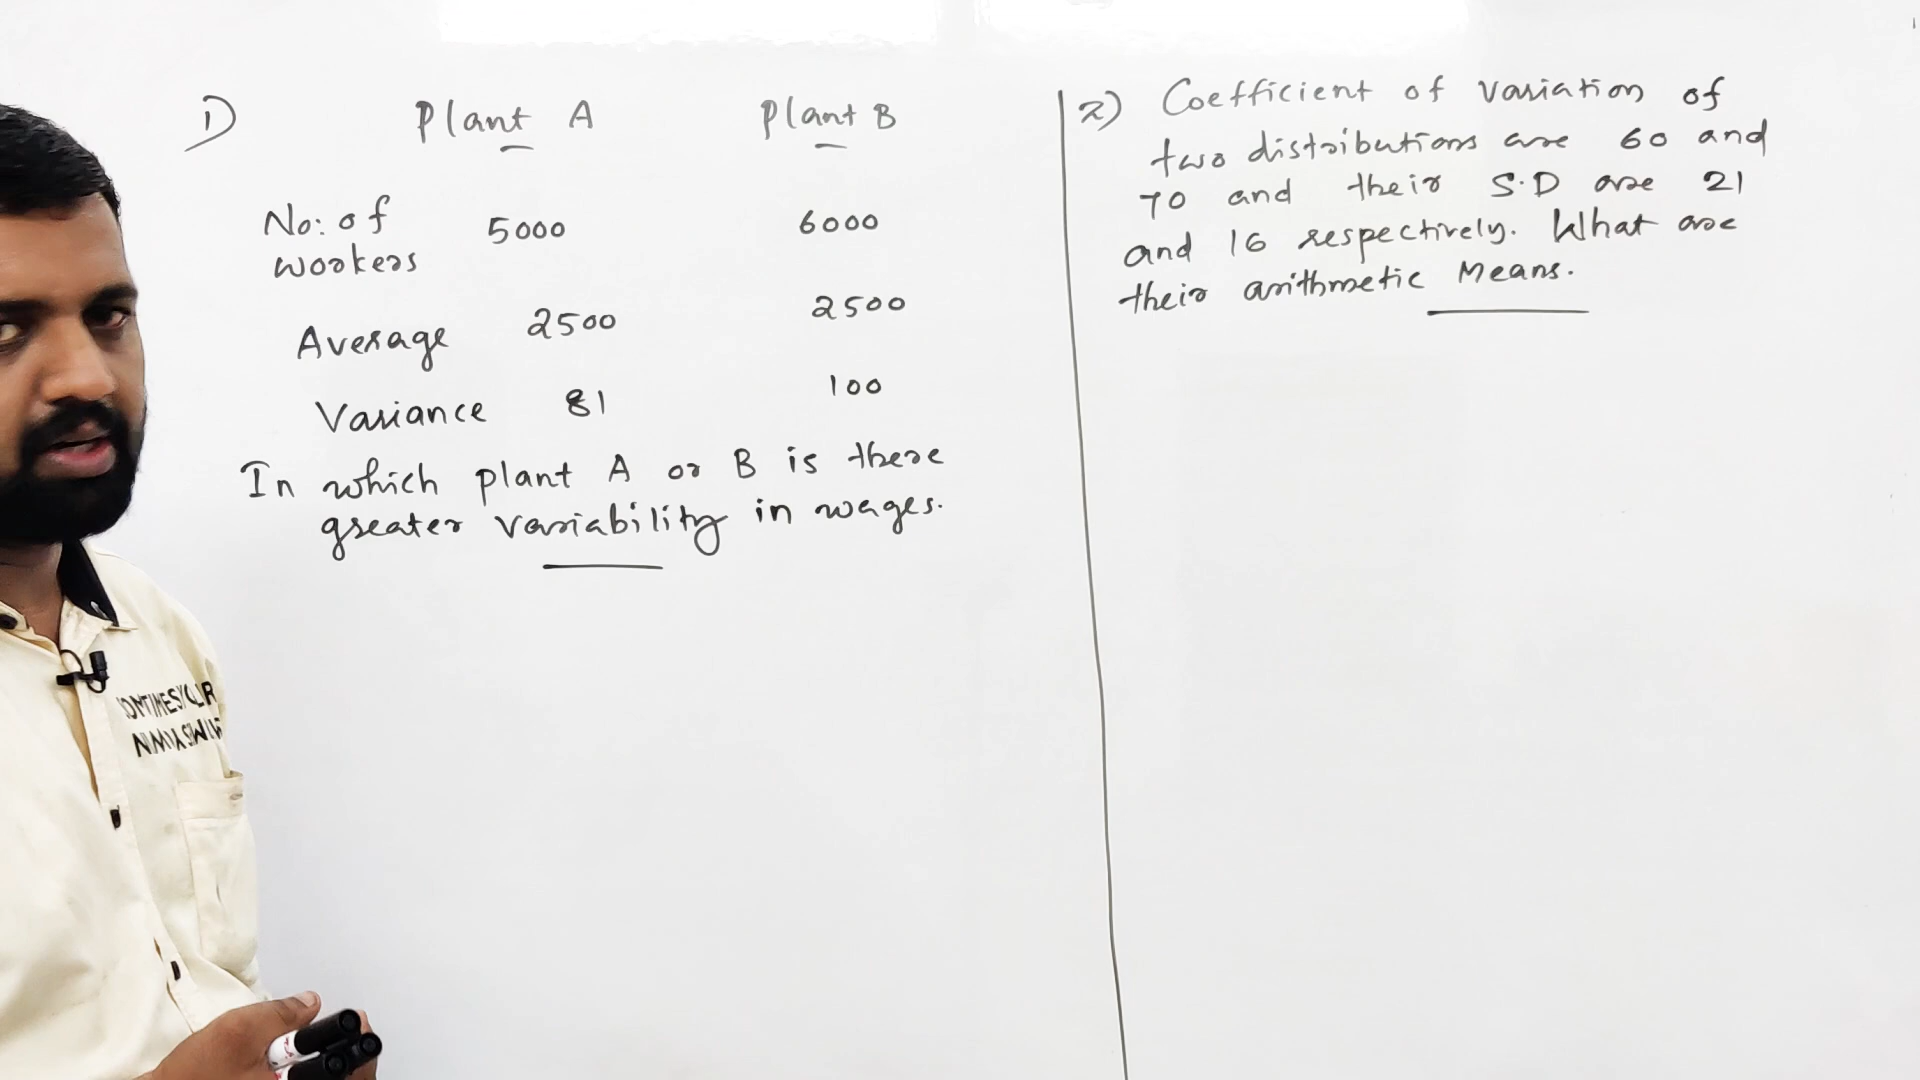 1) Plant A Plant B
No: of workers 5000 6000
Average 2500 2500
Variance 81 100
In which plant A or B is there
greater variability in wages.
2) Coefficient of variation of
two distributions are 60 and
70 and their S.D are 21
and 16 respectively. What are
their arithmetic Means.